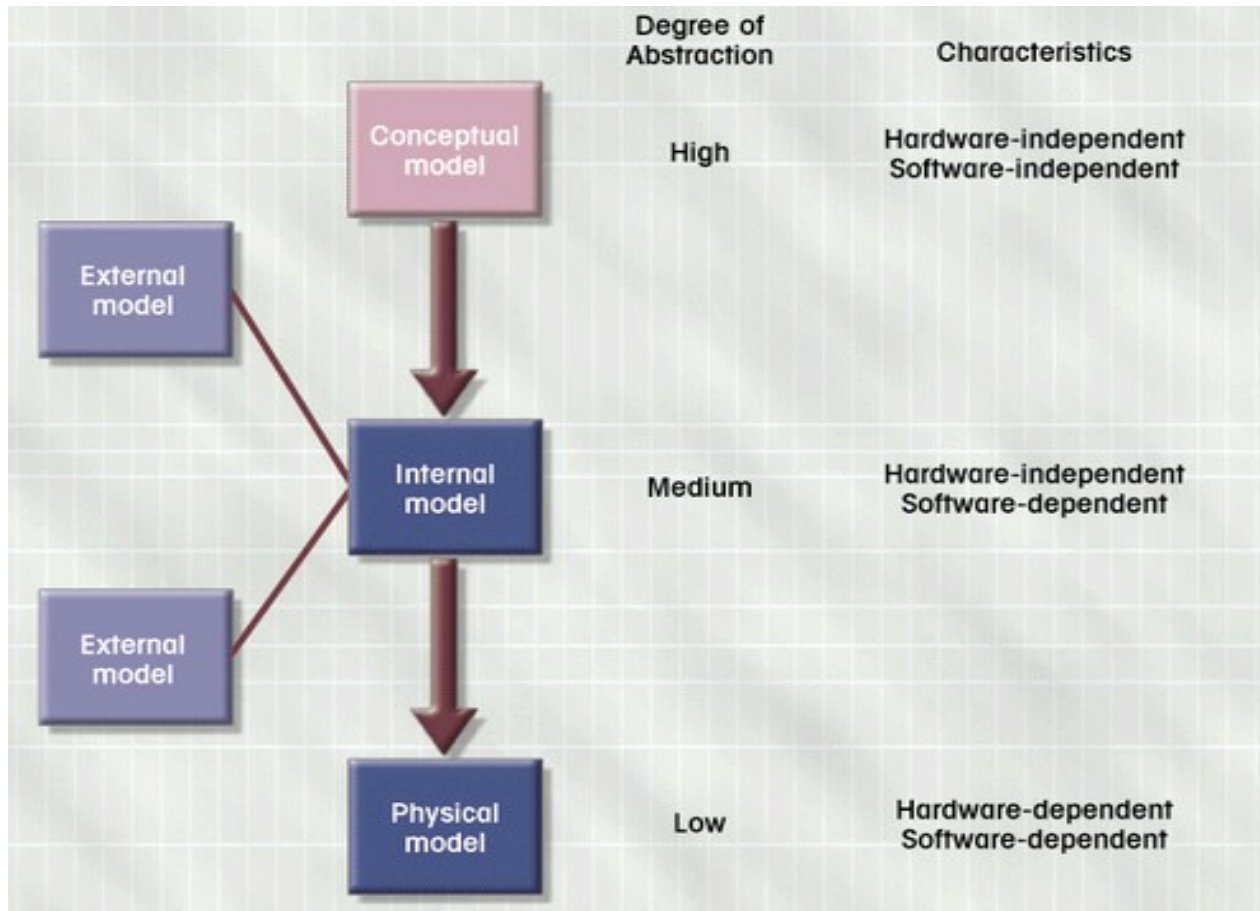 Degree of
Abstraction
Characteristics
Conceptual
model
High
Hardware-independent
Software-independent
External
model
Internal
model
Medium
Hardware-independent
Software-dependent
External
model
Physical
model
Low
Hardware-dependent
Software-dependent